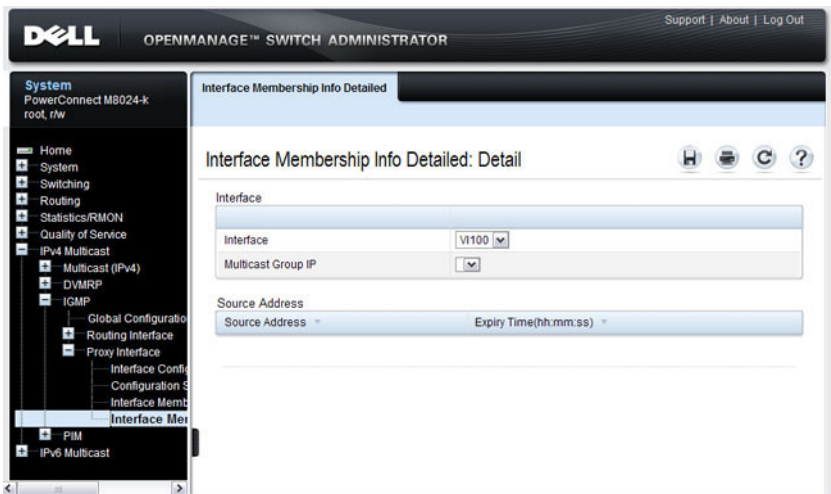 Support | About | Log Out
DELL OPENMANAGE™ SWITCH ADMINISTRATOR
System
PowerConnect M8024-k
root, r/w
Home
System
Switching
Routing
Statistics/RMON
Quality of Service
IPv4 Multicast
Multicast (IPv4)
DVMRP
IGMP
Global Configuratio
Routing Interface
Proxy Interface
Interface Config
Configuration S
Interface Memb
Interface Mer
PIM
IPv6 Multicast
Interface Membership Info Detailed
Interface Membership Info Detailed: Detail
Interface
Interface VI100
Multicast Group IP
Source Address
Source Address Expiry Time(hh:mm:ss)